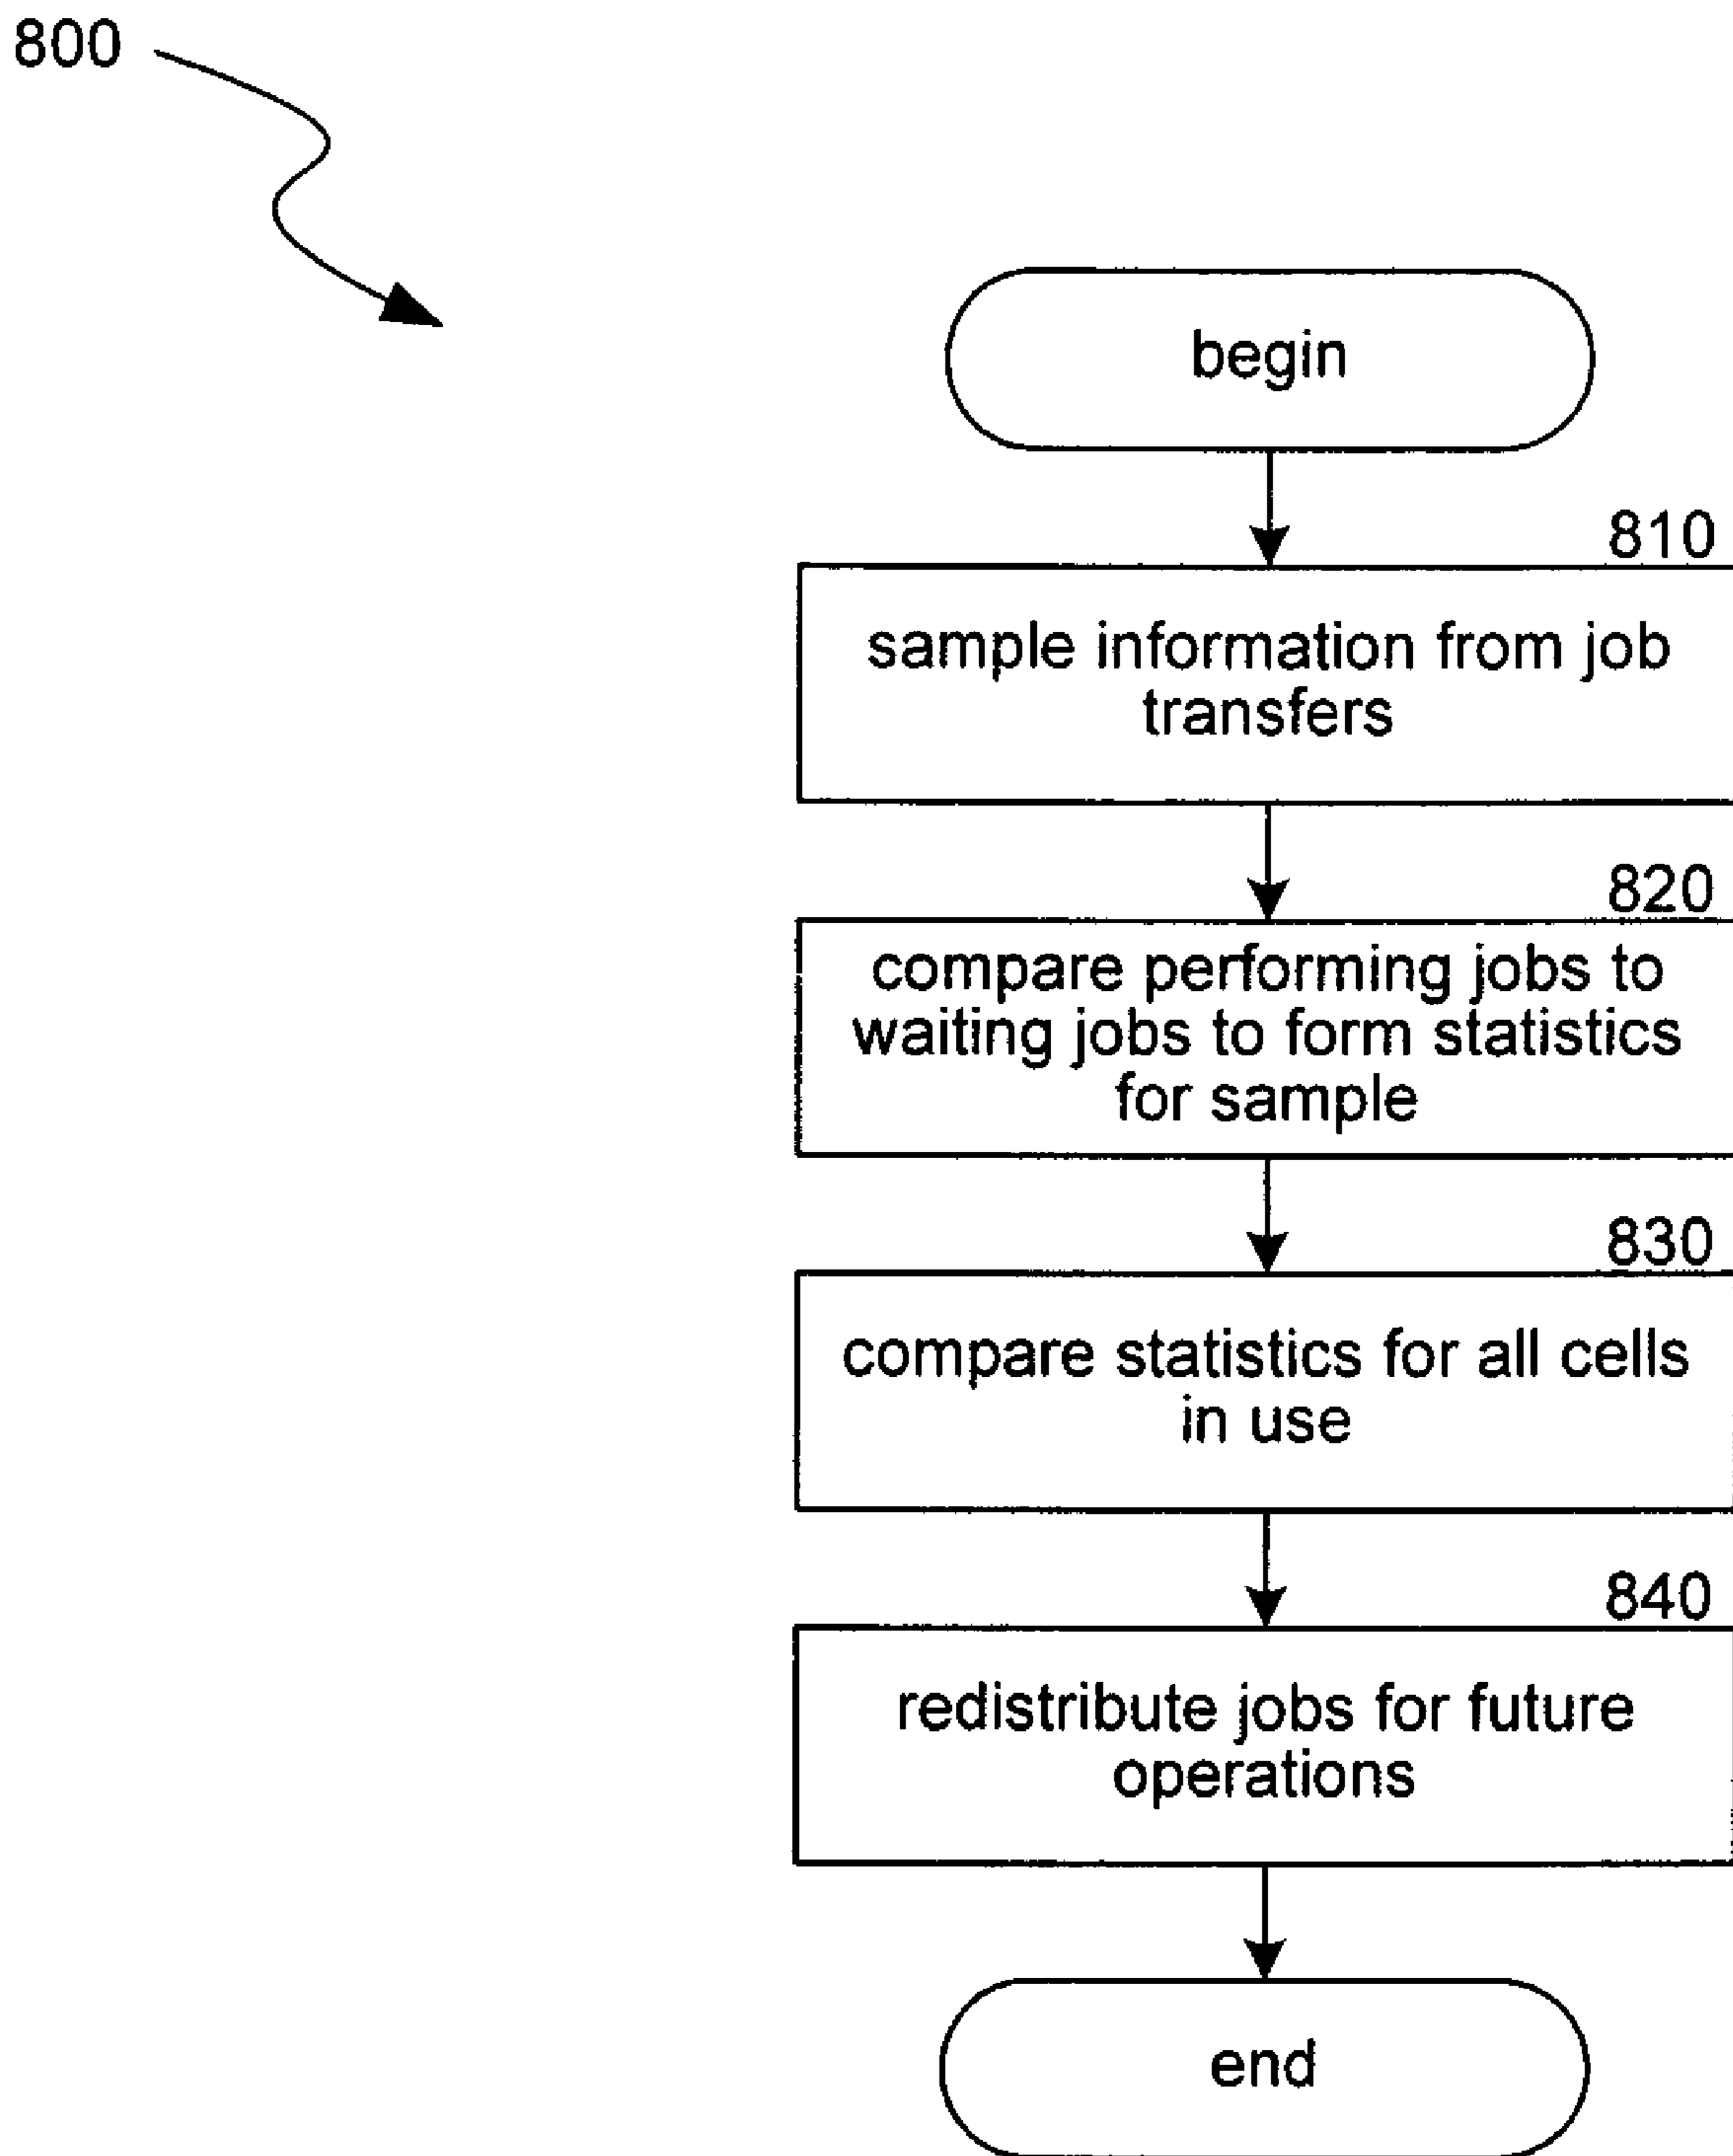 800
begin
810
sample information from job
transfers
820
compare performing jobs to
waiting jobs to form statistics
for sample
830
compare statistics for all cells
in use
840
redistribute jobs for future
operations
end